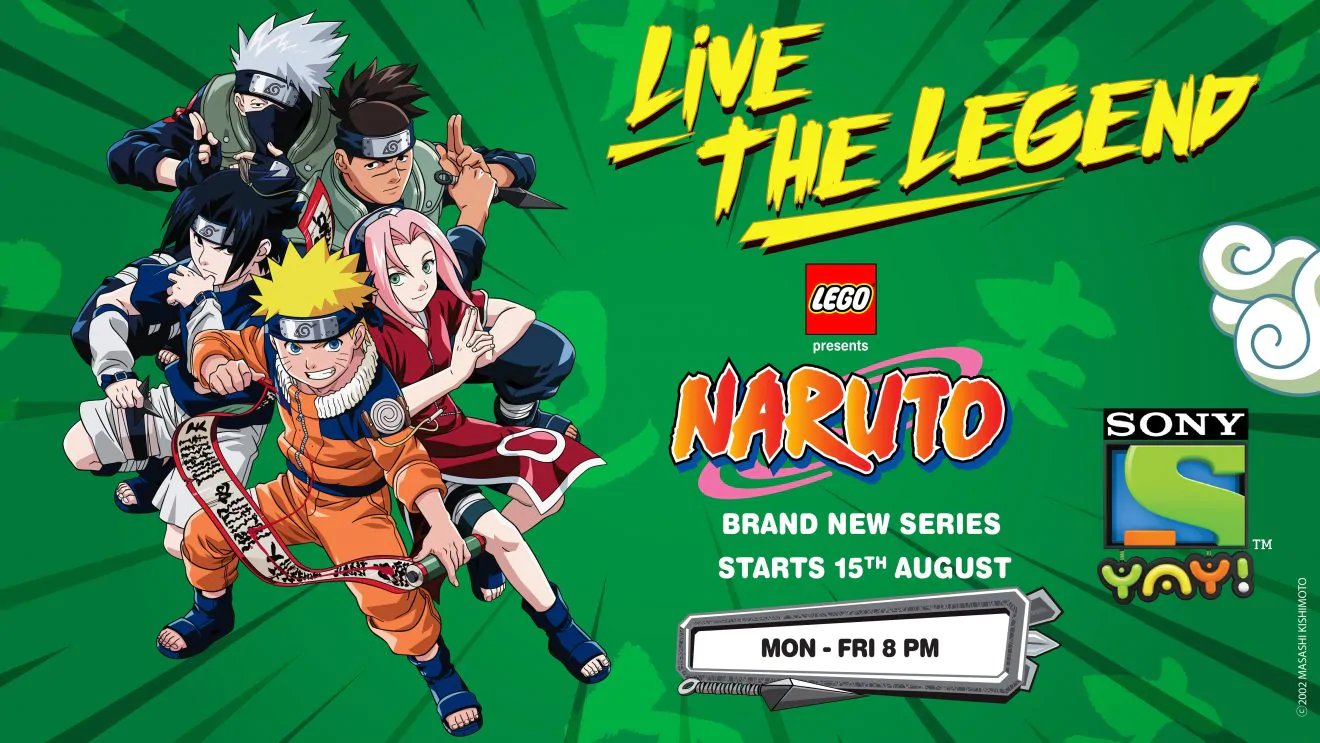 LiVE
THE LEGEND
LEGO
presents
NARUTO
BRAND NEW SERIES
STARTS 15TH AUGUST
MON - FRI 8 PM
SONY
S
TM
YAY!
©2002 MASASHI KISHIMOTO